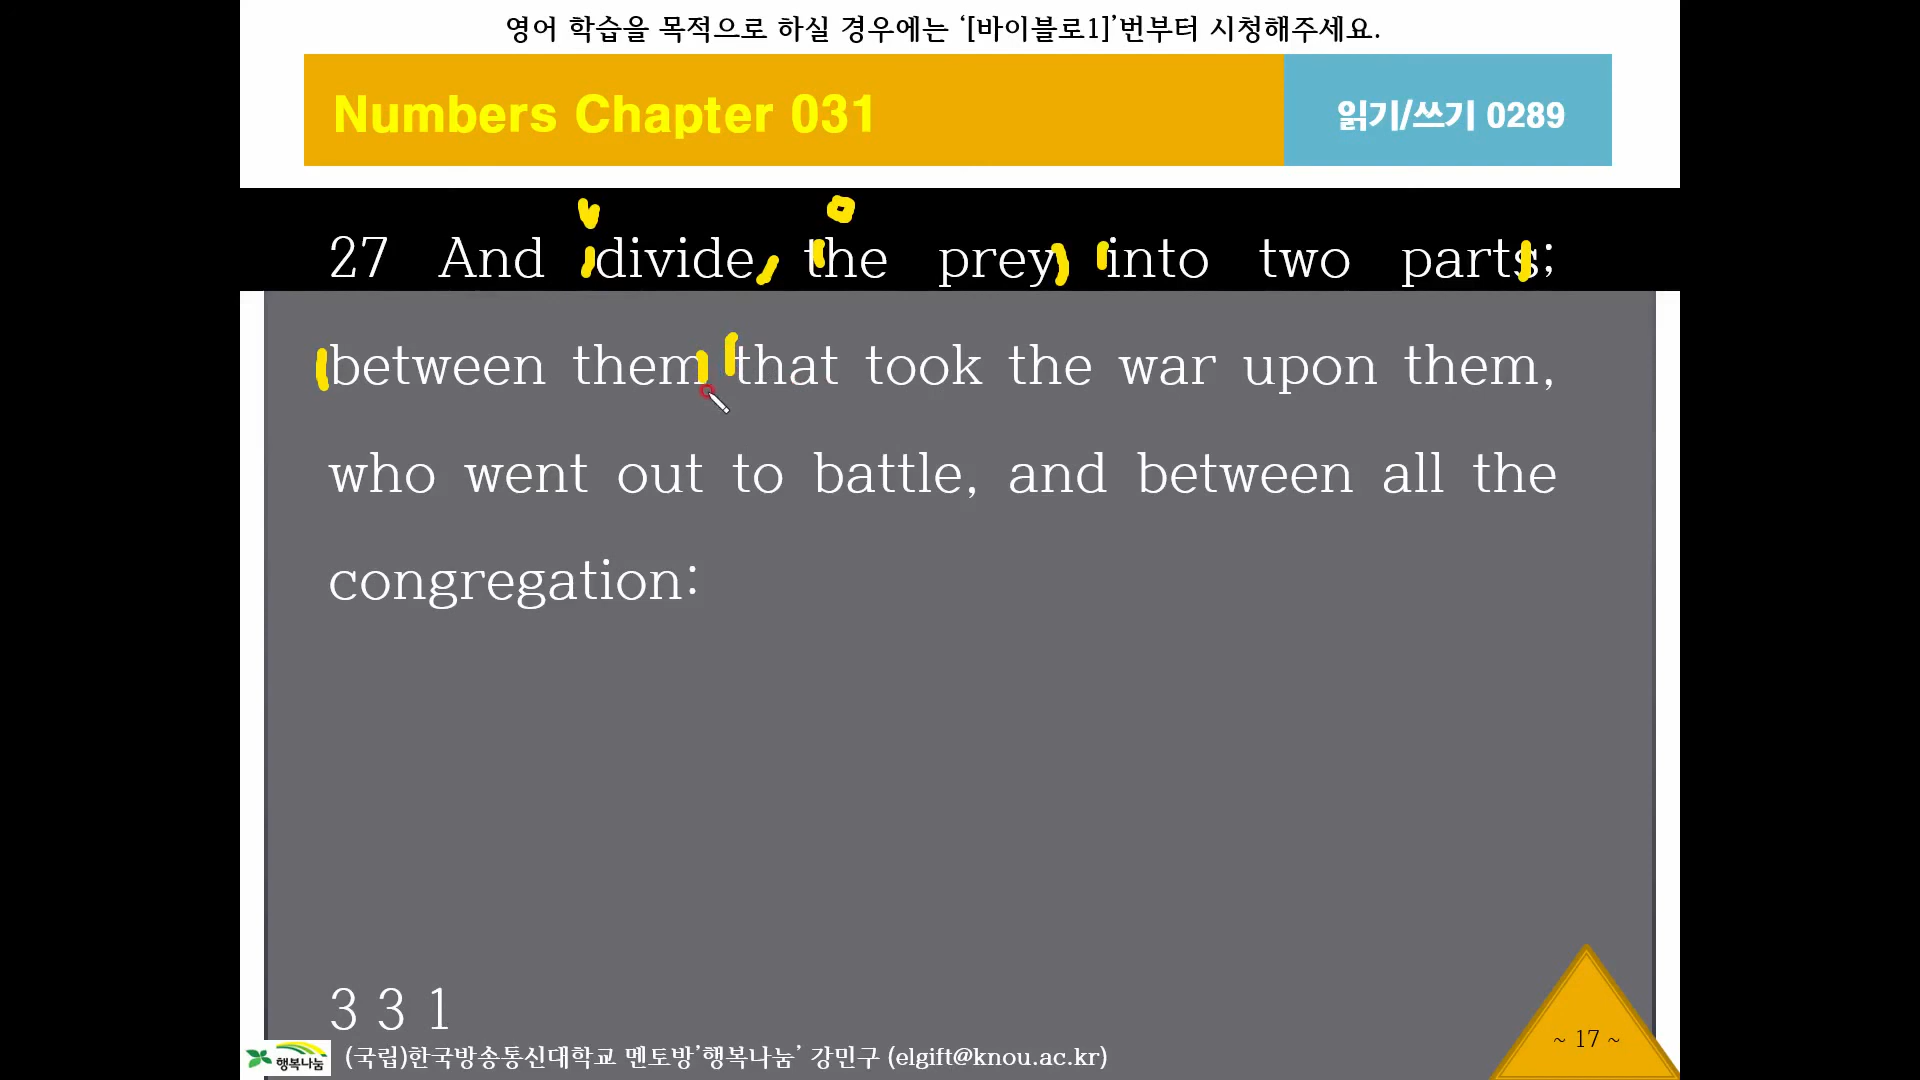 영어 학습을 목적으로 하실 경우에는 ‘[바이블로1]’번부터 시청해주세요.
Numbers Chapter 031
읽기/쓰기 0289
27 And divide the prey into two parts;
between them that took the war upon them,
who went out to battle, and between all the
congregation:
3 3 1
~ 17 ~
행복나눔
(국립)한국방송통신대학교 멘토방’행복나눔’ 강민구 (elgift@knou.ac.kr)